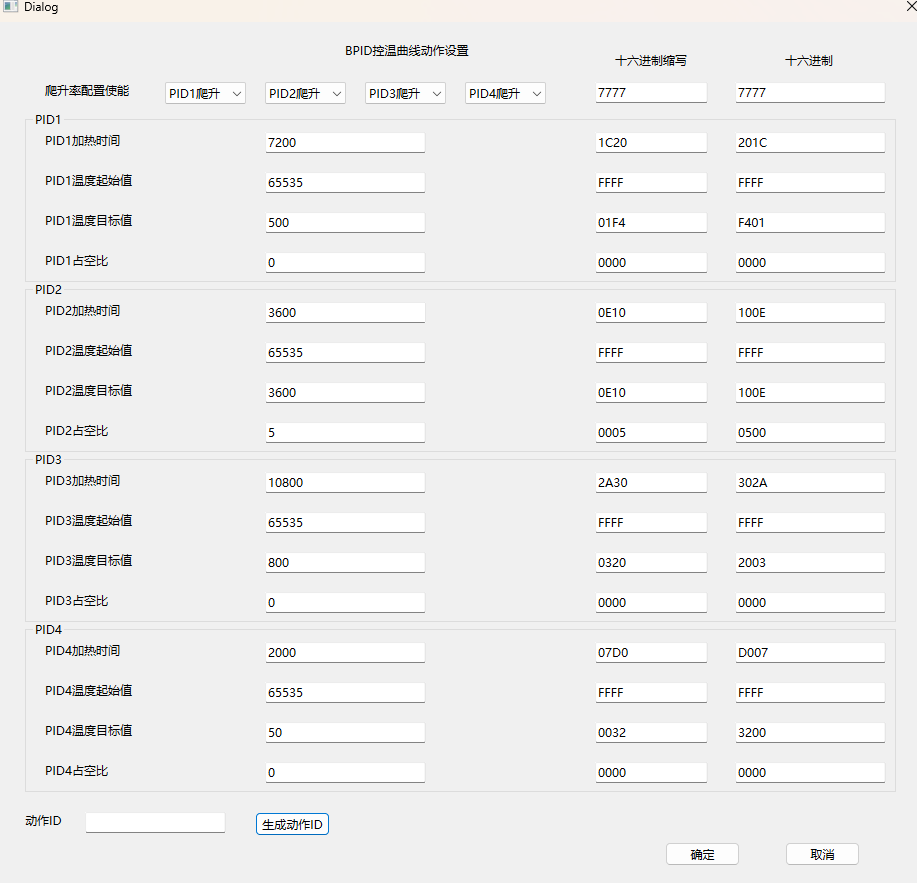 Dialog
BPID控温曲线动作设置
十六进制缩写 十六进制
爬升率配置使能 PID1爬升 PID2爬升 PID3爬升 PID4爬升 7777 7777
PID1
PID1加热时间 7200 1C20 201C
PID1温度起始值 65535 FFFF FFFF
PID1温度目标值 500 01F4 F401
PID1占空比 0 0000 0000
PID2
PID2加热时间 3600 0E10 100E
PID2温度起始值 65535 FFFF FFFF
PID2温度目标值 3600 0E10 100E
PID2占空比 5 0005 0500
PID3
PID3加热时间 10800 2A30 302A
PID3温度起始值 65535 FFFF FFFF
PID3温度目标值 800 0320 2003
PID3占空比 0 0000 0000
PID4
PID4加热时间 2000 07D0 D007
PID4温度起始值 65535 FFFF FFFF
PID4温度目标值 50 0032 3200
PID4占空比 0 0000 0000
动作ID 生成动作ID
确定 取消